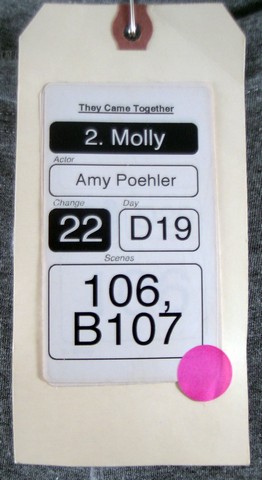 They Came Together
2. Molly
Actor
Amy Poehler
Change Day
22 D19
Scenes
106,
B107